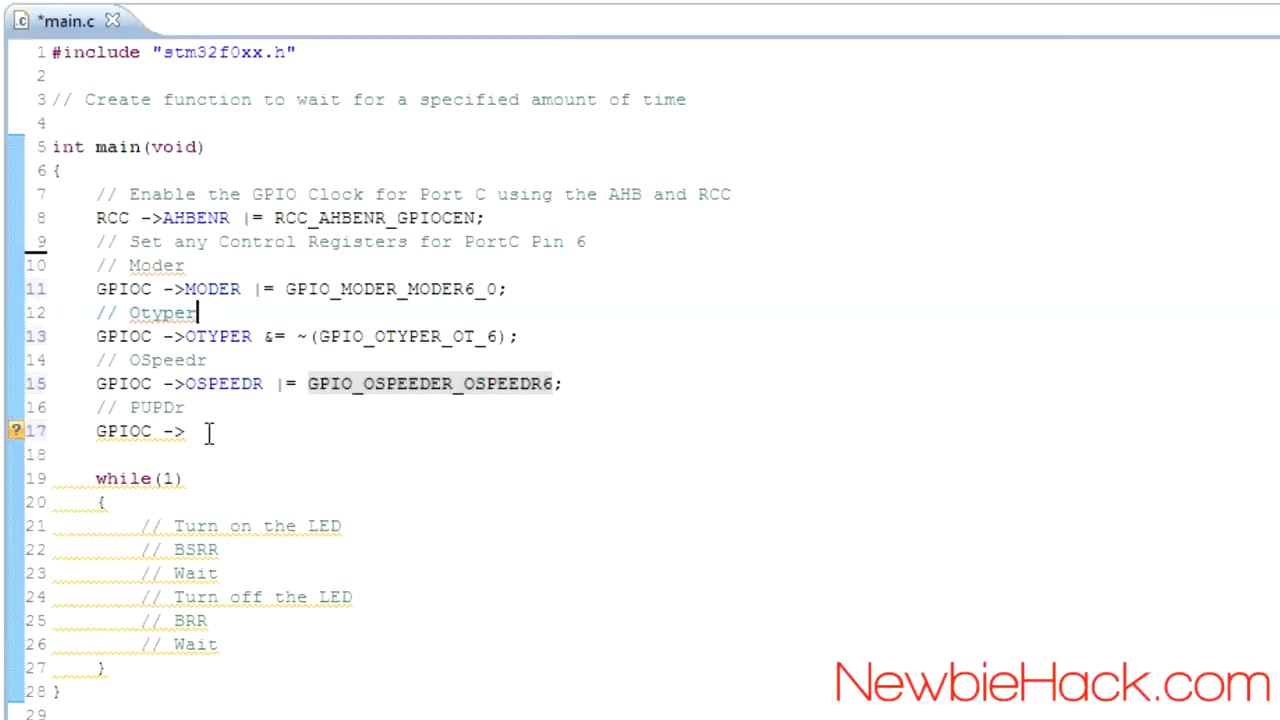 *main.c
1 #include "stm32f0xx.h"
2
3 // Create function to wait for a specified amount of time
4
5 int main(void)
6 {
7 // Enable the GPIO Clock for Port C using the AHB and RCC
8 RCC ->AHBENR |= RCC_AHBENR_GPIOCEN;
9 // Set any Control Registers for PortC Pin 6
10 // Moder
11 GPIOC ->MODER |= GPIO_MODER_MODER6_0;
12 // Otyper
13 GPIOC ->OTYPER &= ~(GPIO_OTYPER_OT_6);
14 // OSpeedr
15 GPIOC ->OSPEEDR |= GPIO_OSPEEDER_OSPEEDR6;
16 // PUPDr
17 GPIOC ->
18
19 while(1)
20 {
21 // Turn on the LED
22 // BSRR
23 // Wait
24 // Turn off the LED
25 // BRR
26 // Wait
27 }
28 }
29
NewbieHack.com